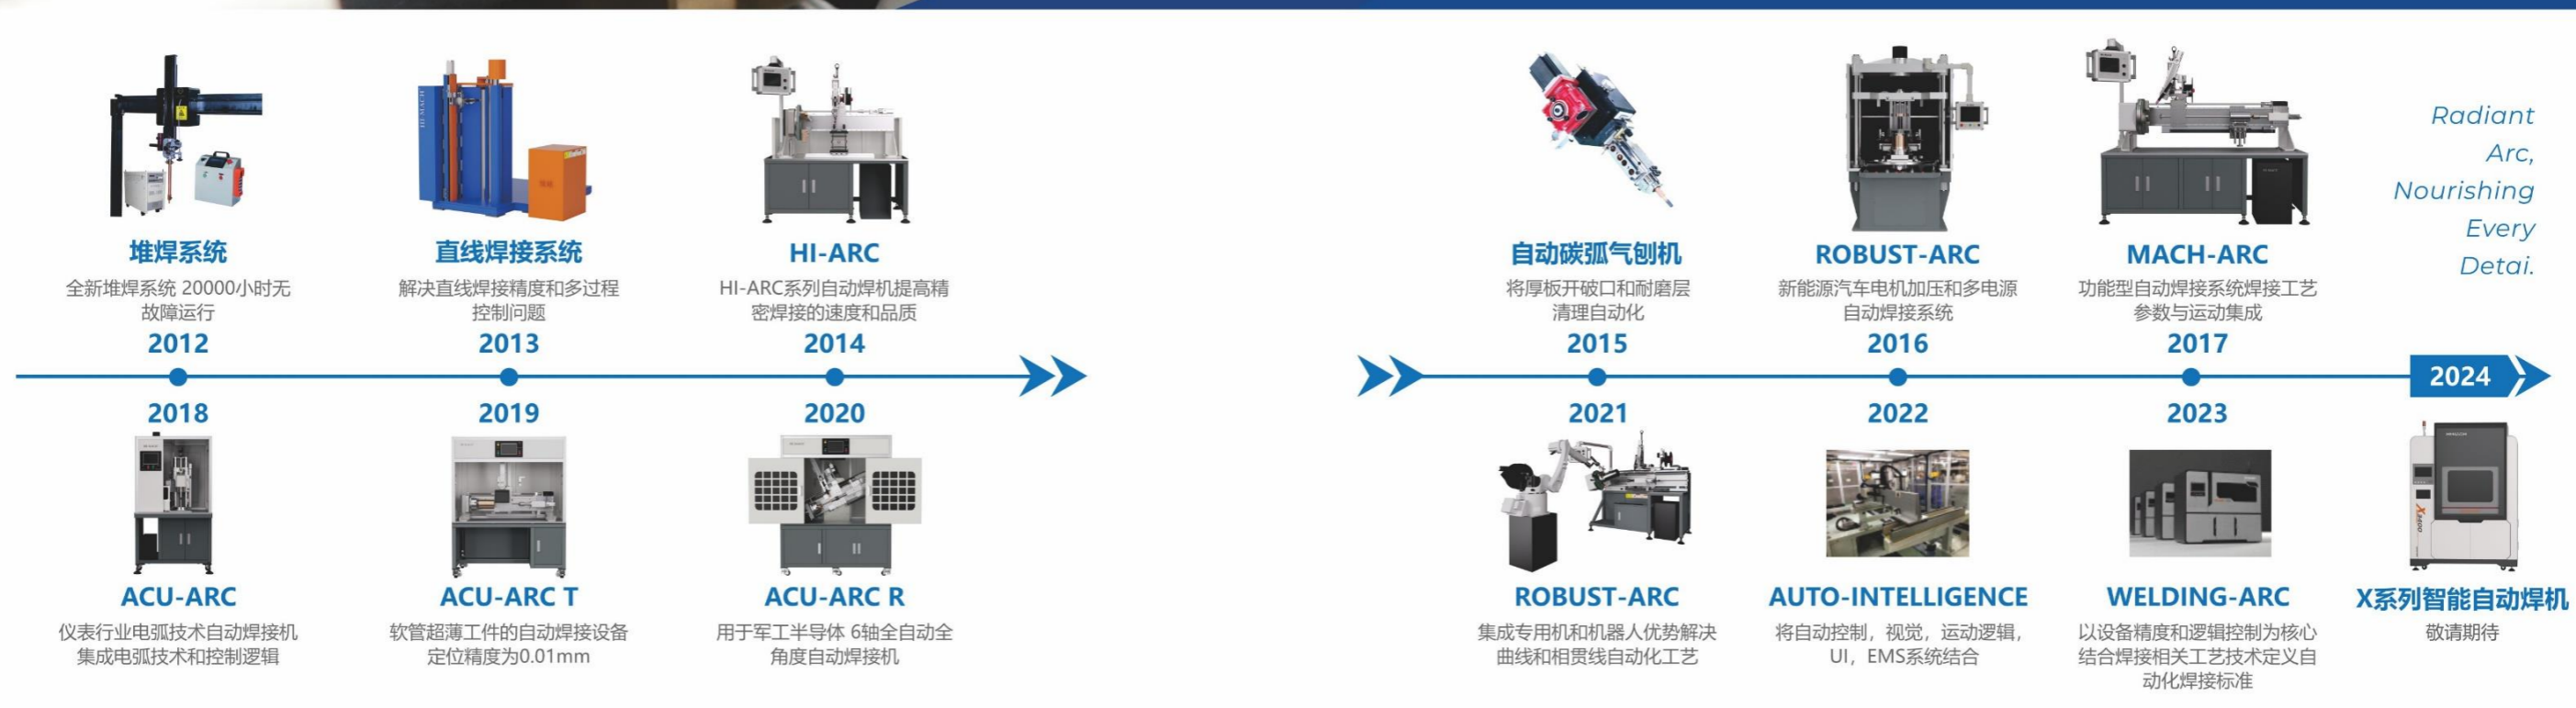 堆焊系统
全新堆焊系统 20000小时无
故障运行
2012
直线焊接系统
解决直线焊接精度和多过程
控制问题
2013
HI-ARC
HI-ARC系列自动焊机提高精
密焊接的速度和品质
2014
自动碳弧气刨机
将厚板开破口和耐磨层
清理自动化
2015
ROBUST-ARC
新能源汽车电机加压和多电源
自动焊接系统
2016
MACH-ARC
功能型自动焊接系统焊接工艺
参数与运动集成
2017
Radiant
Arc,
Nourishing
Every
Detai.
2024
2018
ACU-ARC
仪表行业电弧技术自动焊接机
集成电弧技术和控制逻辑
2019
ACU-ARC T
软管超薄工件的自动焊接设备
定位精度为0.01mm
2020
ACU-ARC R
用于军工半导体 6轴全自动全
角度自动焊接机
2021
ROBUST-ARC
集成专用机和机器人优势解决
曲线和相贯线自动化工艺
2022
AUTO-INTELLIGENCE
将自动控制，视觉，运动逻辑，
UI，EMS系统结合
2023
WELDING-ARC
以设备精度和逻辑控制为核心
结合焊接相关工艺技术定义自
动化焊接标准
X系列智能自动焊机
敬请期待